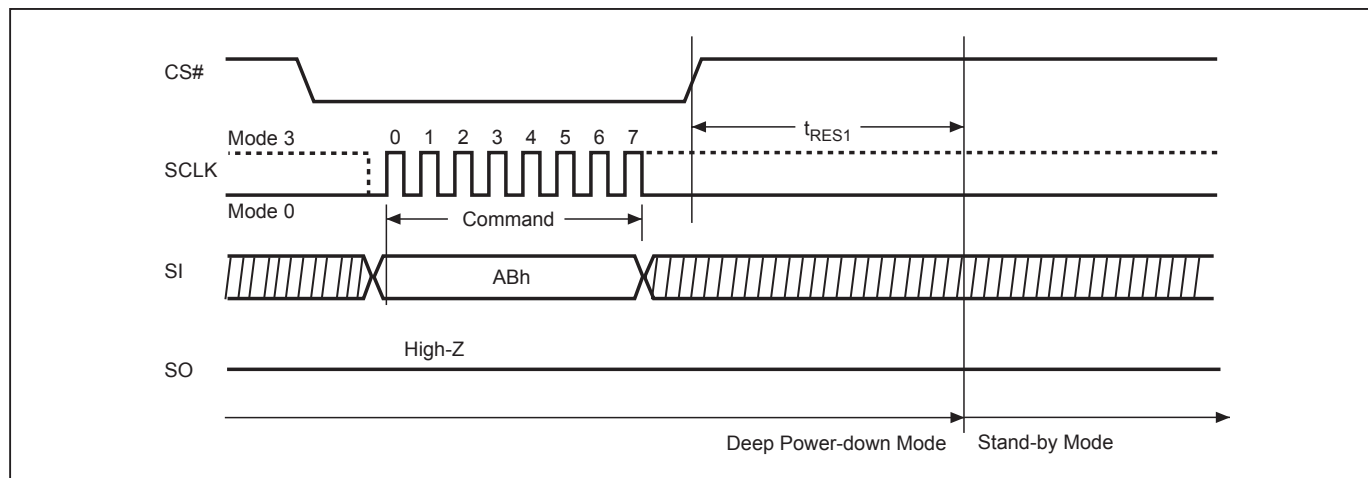 CS#
tRES1
Mode 3
0 1 2 3 4 5 6 7
SCLK
Mode 0
Command
SI
ABh
High-Z
SO
Deep Power-down Mode
Stand-by Mode